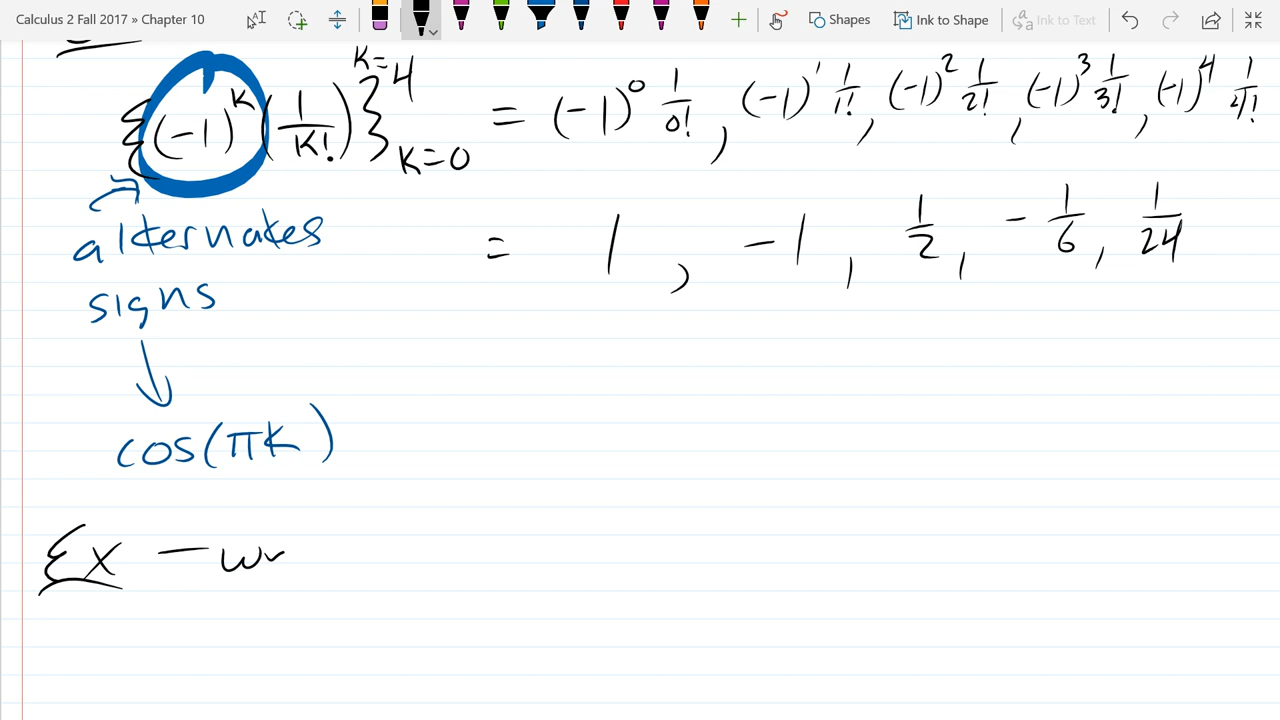 Calculus 2 Fall 2017 » Chapter 10
Shapes
Ink to Shape
Ink to Text
{(-1)^k (1/k!)}_{k=0}^{k=4} = (-1)^0 1/0!, (-1)^1 1/1!, (-1)^2 1/2!, (-1)^3 1/3!, (-1)^4 1/4!
= 1, -1, 1/2, -1/6, 1/24
alternates
signs
↓
cos(πk)
Ex -